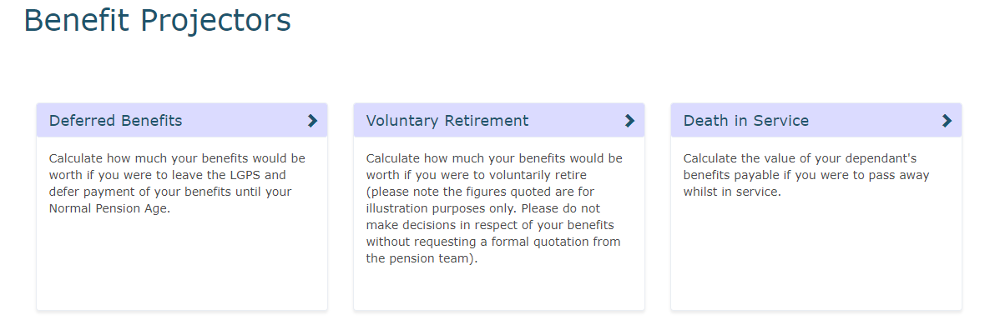 Benefit Projectors
Deferred Benefits
Calculate how much your benefits would be
worth if you were to leave the LGPS and
defer payment of your benefits until your
Normal Pension Age.
Voluntary Retirement
Calculate how much your benefits would be
worth if you were to voluntarily retire
(please note the figures quoted are for
illustration purposes only. Please do not
make decisions in respect of your benefits
without requesting a formal quotation from
the pension team).
Death in Service
Calculate the value of your dependant's
benefits payable if you were to pass away
whilst in service.